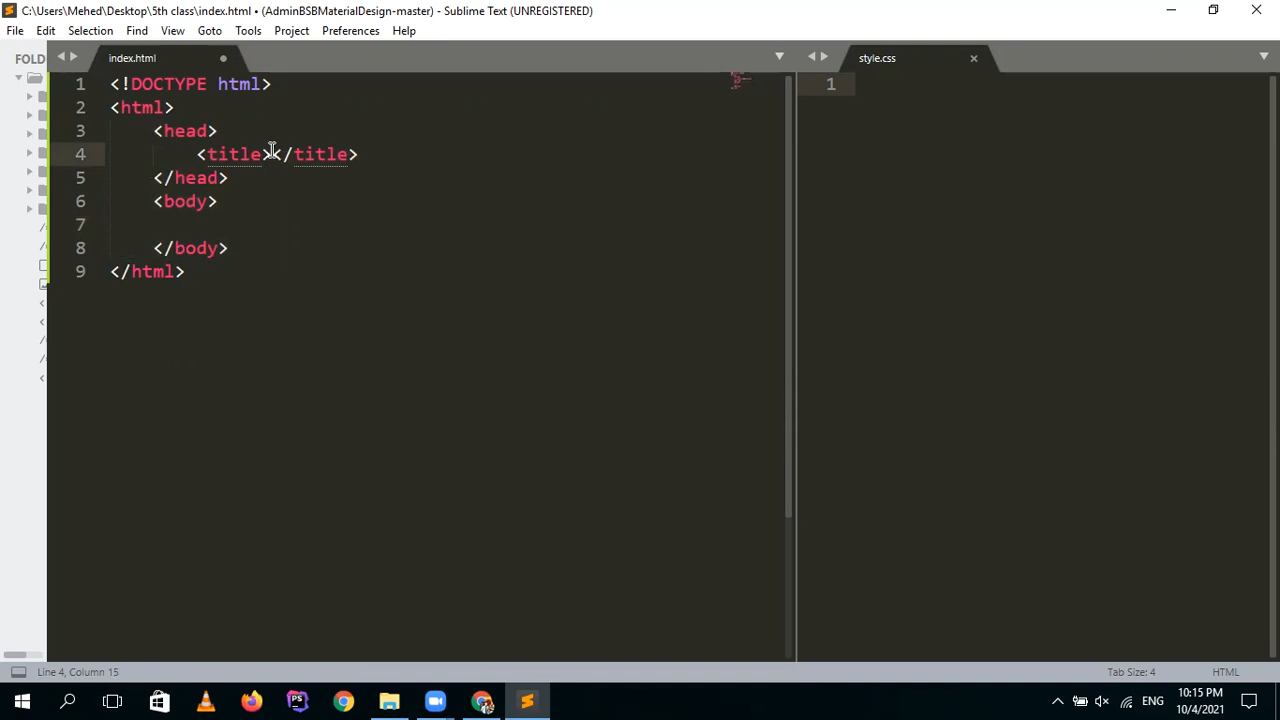 C:\Users\Mehed\Desktop\5th class\index.html • (AdminBSBMaterialDesign-master) - Sublime Text (UNREGISTERED)
File Edit Selection Find View Goto Tools Project Preferences Help
FOLD
index.html
style.css
1 <!DOCTYPE html>
2 <html>
3 <head>
4 <title></title>
5 </head>
6 <body>
7
8 </body>
9 </html>
1
Line 4, Column 15
Tab Size: 4
HTML
PS
ENG
10:15 PM
10/4/2021